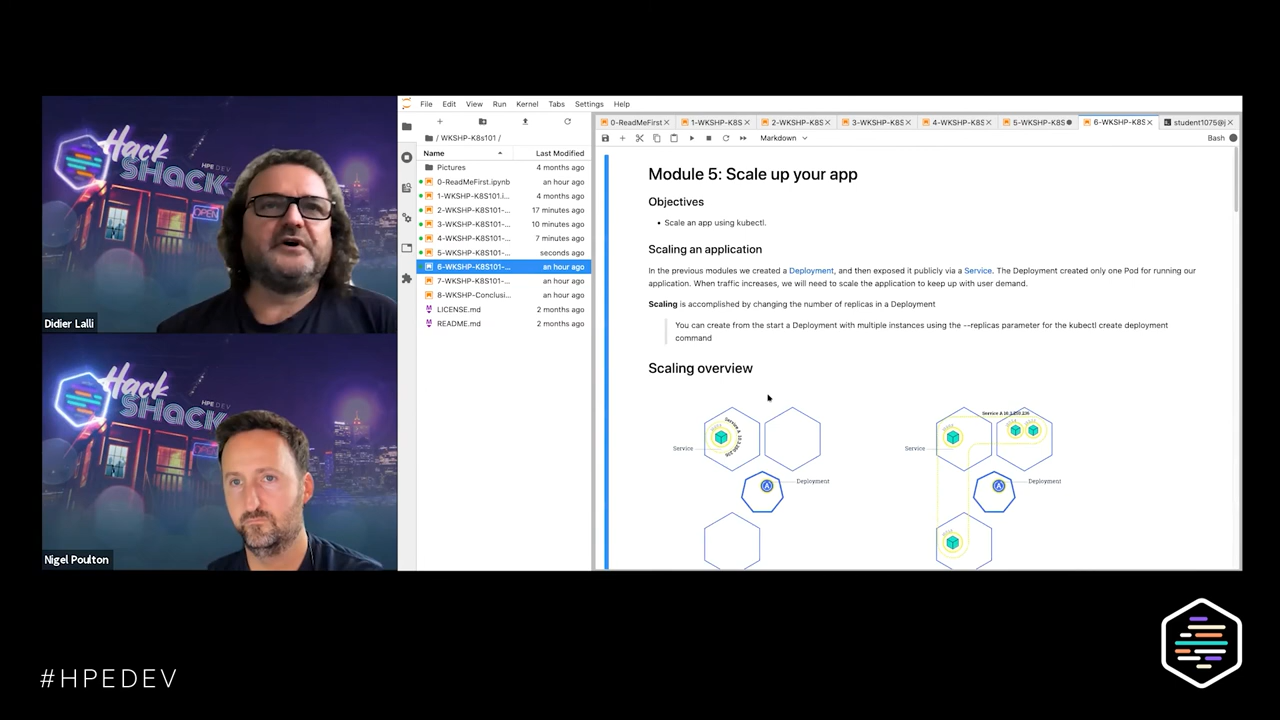 Hack
SHack
HPE DEV
OPEN
Didier Lalli
Hack
SHack
HPE DEV
Nigel Poulton
File Edit View Run Kernel Tabs Settings Help
/ WKSHP-K8s101 /
Name Last Modified
Pictures 4 months ago
0-ReadMeFirst.ipynb an hour ago
1-WKSHP-K8S101.i... 4 months ago
2-WKSHP-K8S101-... 17 minutes ago
3-WKSHP-K8S101-... 10 minutes ago
4-WKSHP-K8S101-... 7 minutes ago
5-WKSHP-K8S101-... seconds ago
6-WKSHP-K8S101-... an hour ago
7-WKSHP-K8S101-... an hour ago
8-WKSHP-Conclusi... an hour ago
LICENSE.md 2 months ago
README.md 2 months ago
0-ReadMeFirst 1-WKSHP-K8S 2-WKSHP-K8S 3-WKSHP-K8S 4-WKSHP-K8S 5-WKSHP-K8S 6-WKSHP-K8S student1075@j
Markdown Bash
Module 5: Scale up your app
Objectives
• Scale an app using kubectl.
Scaling an application
In the previous modules we created a Deployment, and then exposed it publicly via a Service. The Deployment created only one Pod for running our
application. When traffic increases, we will need to scale the application to keep up with user demand.
Scaling is accomplished by changing the number of replicas in a Deployment
You can create from the start a Deployment with multiple instances using the --replicas parameter for the kubectl create deployment
command
Scaling overview
Service A
Service
Deployment
Service A
Service
Deployment
#HPEDEV